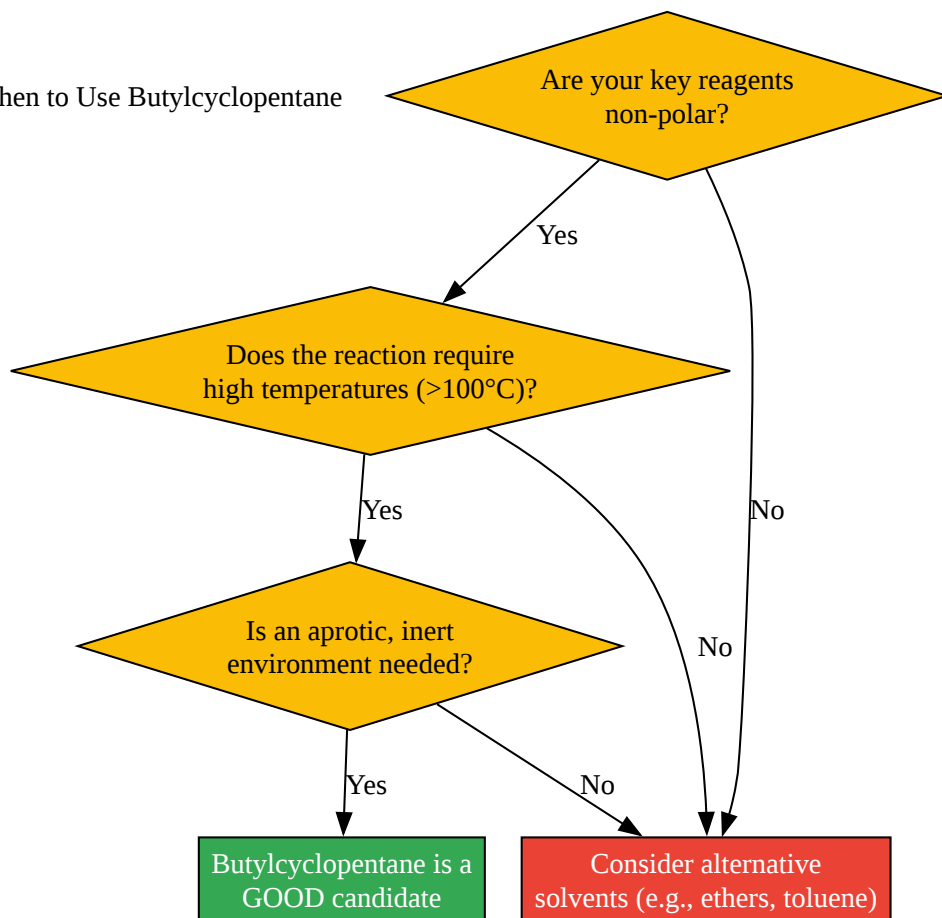 hen to Use Butylcyclopentane
Are your key reagents
non-polar?
Yes
Does the reaction require
high temperatures (>100°C)?
Yes
No
No
Is an aprotic, inert
environment needed?
Yes
No
Butylcyclopentane is a
GOOD candidate
Consider alternative
solvents (e.g., ethers, toluene)